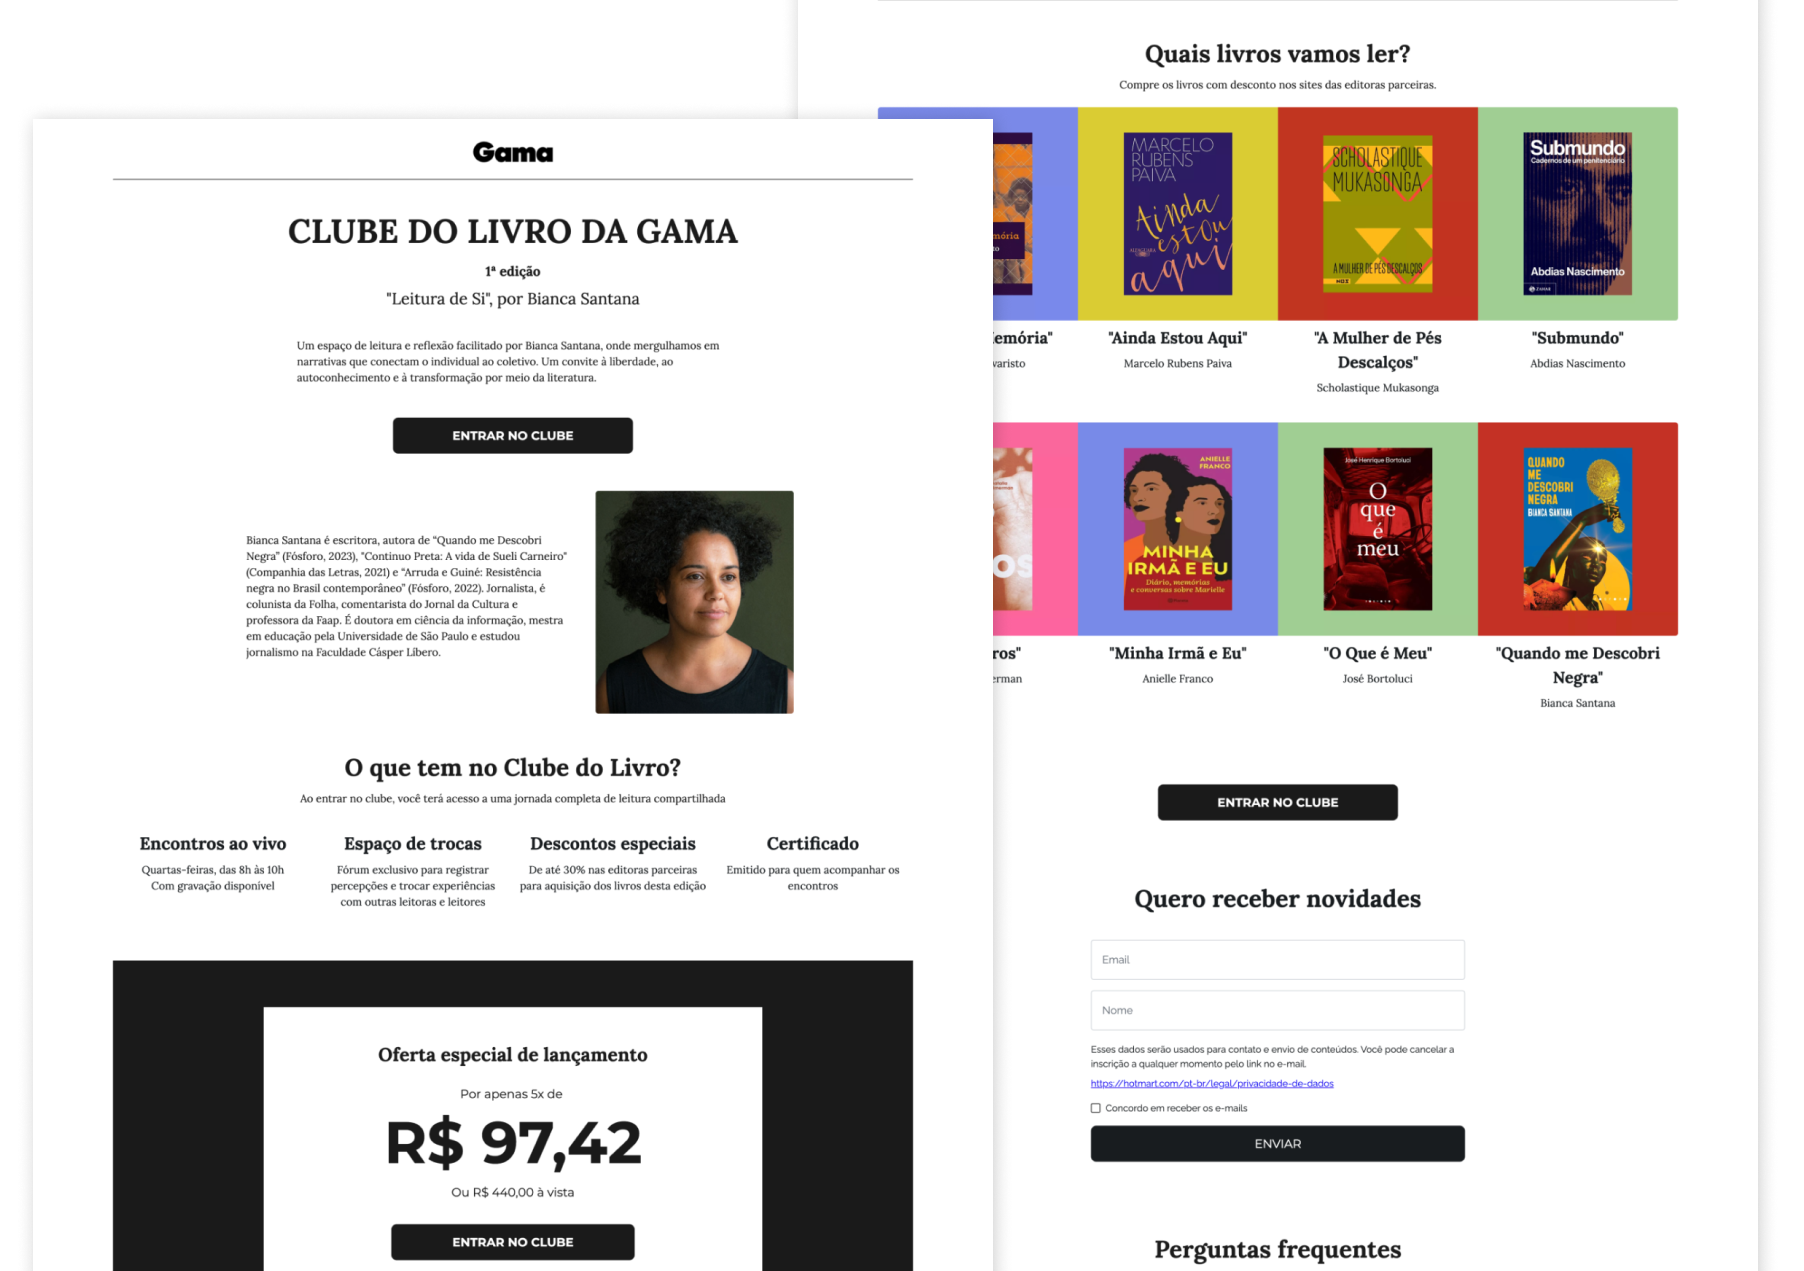 Gama
CLUBE DO LIVRO DA GAMA
1ª edição
"Leitura de Si", por Bianca Santana
Um espaço de leitura e reflexão facilitado por Bianca Santana, onde mergulhamos em
narrativas que conectam o individual ao coletivo. Um convite à liberdade, ao
autoconhecimento e à transformação por meio da literatura.
ENTRAR NO CLUBE
Bianca Santana é escritora, autora de “Quando me Descobri
Negra” (Fósforo, 2023), "Continuo Preta: A vida de Sueli Carneiro"
(Companhia das Letras, 2021) e “Arruda e Guiné: Resistência
negra no Brasil contemporâneo” (Fósforo, 2022). Jornalista, é
colunista da Folha, comentarista do Jornal da Cultura e
professora da Faap. É doutora em ciência da informação, mestra
em educação pela Universidade de São Paulo e estudou
jornalismo na Faculdade Cásper Líbero.
O que tem no Clube do Livro?
Ao entrar no clube, você terá acesso a uma jornada completa de leitura compartilhada
Encontros ao vivo
Quartas-feiras, das 8h às 10h
Com gravação disponível
Espaço de trocas
Fórum exclusivo para registrar
percepções e trocar experiências
com outras leitoras e leitores
Descontos especiais
De até 30% nas editoras parceiras
para aquisição dos livros desta edição
Certificado
Emitido para quem acompanhar os
encontros
Oferta especial de lançamento
Por apenas 5x de
R$ 97,42
Ou R$ 440,00 à vista
ENTRAR NO CLUBE
Quais livros vamos ler?
Compre os livros com desconto nos sites das editoras parceiras.
mória
to
emória"
varisto
MARCELO
RUBENS
PAIVA
Ainda
estou
aqui
ALFAGUARA
"Ainda Estou Aqui"
Marcelo Rubens Paiva
SCHOLASTIQUE
MUKASONGA
A MULHER DE PÉS DESCALÇOS
NOS
"A Mulher de Pés
Descalços"
Scholastique Mukasonga
Submundo
Cadernos de um penitenciário
Abdias Nascimento
ZAHAR
"Submundo"
Abdias Nascimento
OS
ros"
erman
ANIELLE
FRANCO
MINHA
IRMÃ E EU
Diário, memórias
e conversas sobre Marielle
"Minha Irmã e Eu"
Anielle Franco
José Henrique Bortoluci
O
que
é
meu
"O Que é Meu"
José Bortoluci
QUANDO
ME
DESCOBRI
NEGRA
BIANCA SANTANA
"Quando me Descobri
Negra"
Bianca Santana
ENTRAR NO CLUBE
Quero receber novidades
Email
Nome
Esses dados serão usados para contato e envio de conteúdos. Você pode cancelar a
inscrição a qualquer momento pelo link no e-mail.
https://hotmart.com/pt-br/legal/privacidade-de-dados
Concordo em receber os e-mails
ENVIAR
Perguntas frequentes